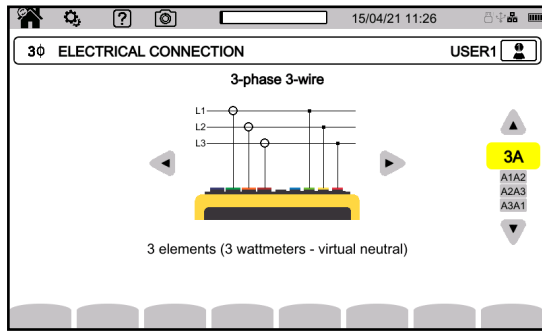 15/04/21 11:26
3Φ ELECTRICAL CONNECTION
USER1
3-phase 3-wire
L1
L2
L3
3A
A1A2
A2A3
A3A1
3 elements (3 wattmeters - virtual neutral)